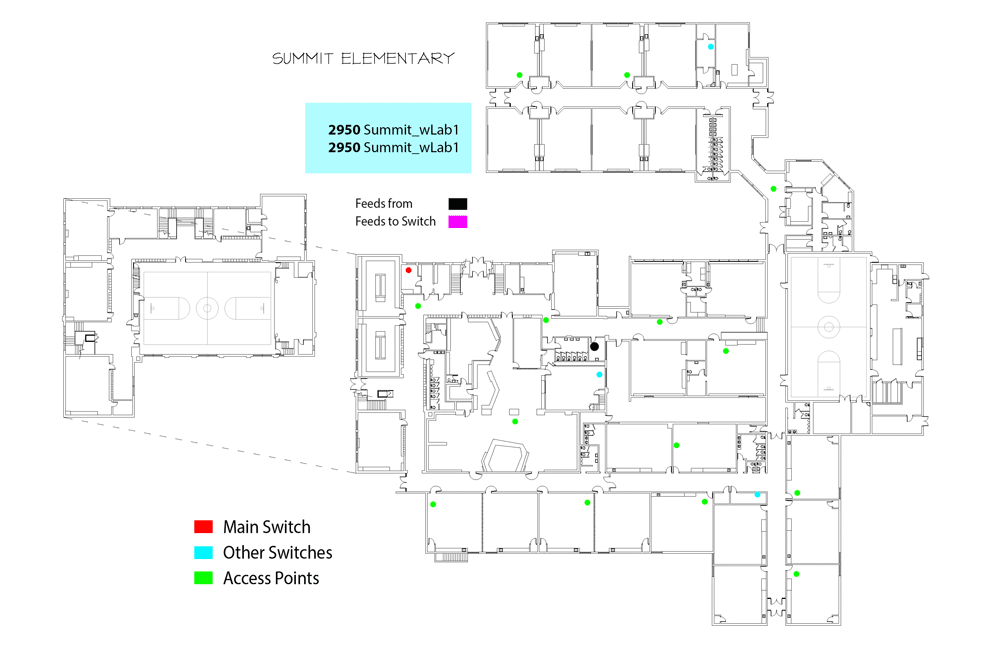 SUMMIT ELEMENTARY
2950 Summit_wLab1
2950 Summit_wLab1
Feeds from
Feeds to Switch
Main Switch
Other Switches
Access Points